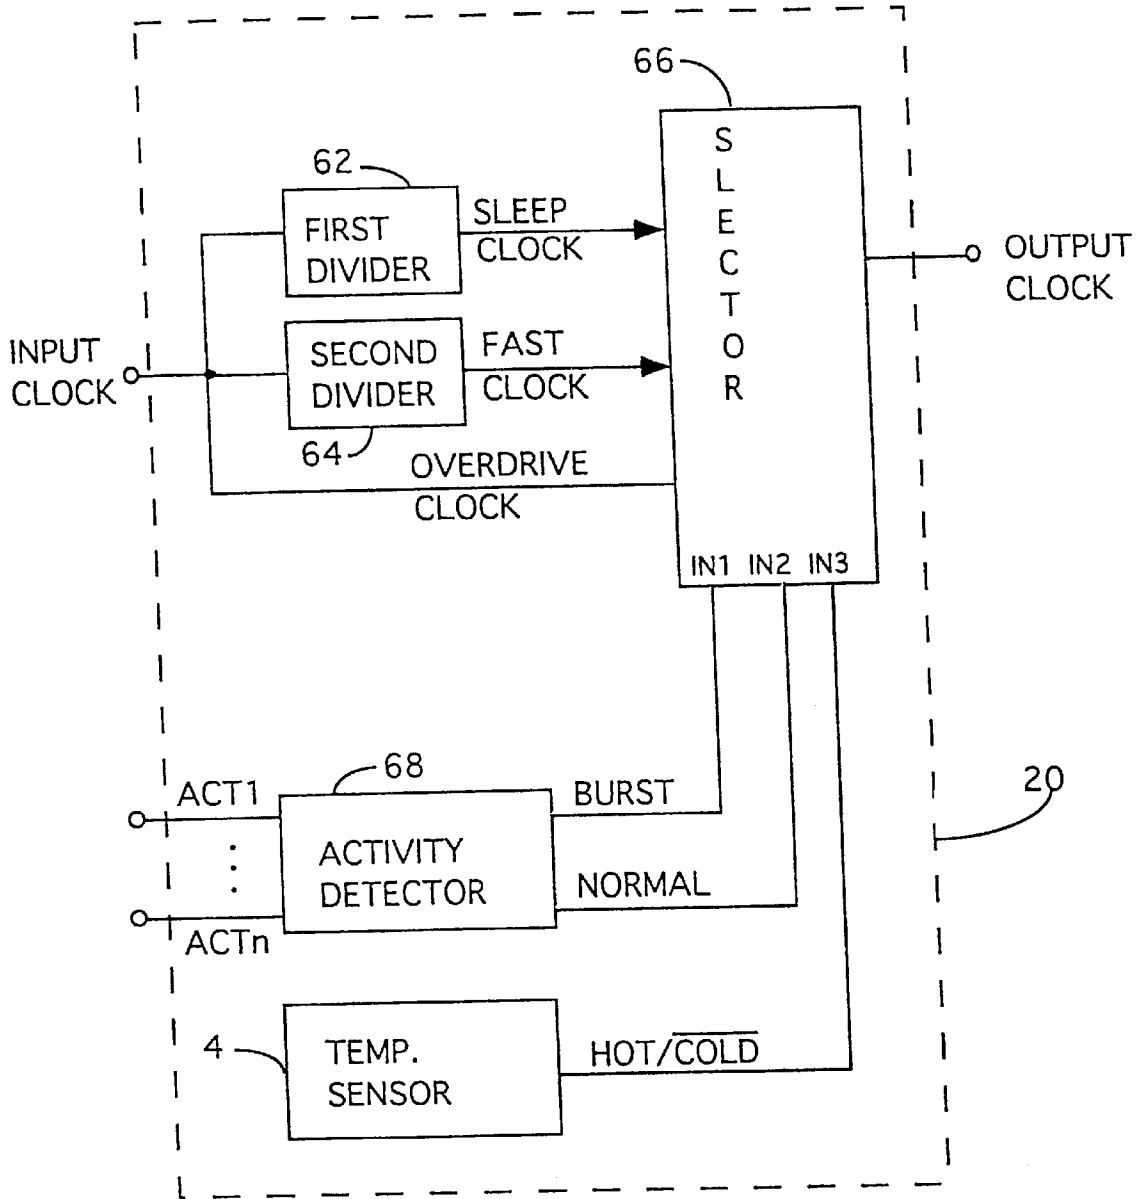 66
S
L
E
C
T
O
R
62
FIRST
DIVIDER
SLEEP
CLOCK
OUTPUT
CLOCK
INPUT
CLOCK
SECOND
DIVIDER
FAST
CLOCK
64
OVERDRIVE
CLOCK
IN1 IN2 IN3
68
ACT1
BURST
20
ACTIVITY
DETECTOR
NORMAL
ACTn
4
TEMP.
SENSOR
HOT/C̅O̅L̅D̅